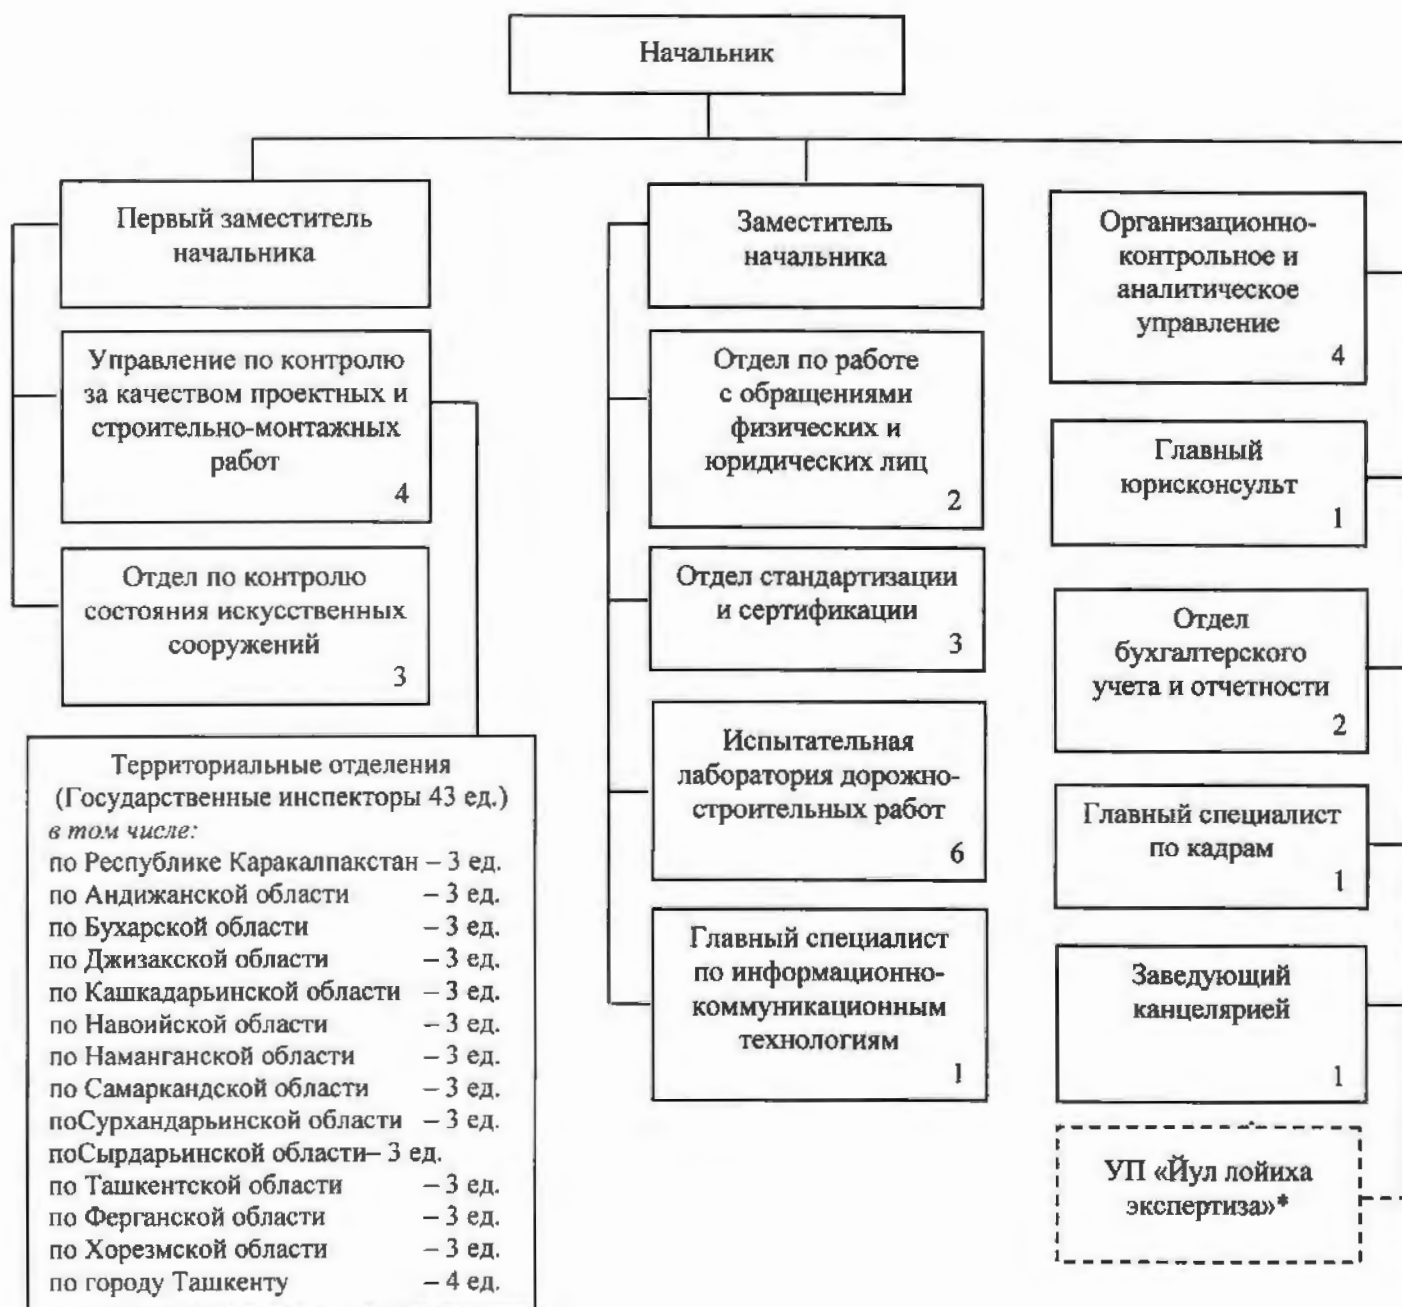 Начальник
Первый заместитель
начальника
Управление по контролю
за качеством проектных и
строительно-монтажных
работ
4
Отдел по контролю
состояния искусственных
сооружений
3
Территориальные отделения
(Государственные инспекторы 43 ед.)
в том числе:
по Республике Каракалпакстан – 3 ед.
по Андижанской области – 3 ед.
по Бухарской области – 3 ед.
по Джизакской области – 3 ед.
по Кашкадарьинской области – 3 ед.
по Навоийской области – 3 ед.
по Наманганской области – 3 ед.
по Самаркандской области – 3 ед.
поСурхандарьинской области – 3 ед.
поСырдарьинской области– 3 ед.
по Ташкентской области – 3 ед.
по Ферганской области – 3 ед.
по Хорезмской области – 3 ед.
по городу Ташкенту – 4 ед.
Заместитель
начальника
Отдел по работе
с обращениями
физических и
юридических лиц
2
Отдел стандартизации
и сертификации
3
Испытательная
лаборатория дорожно-
строительных работ
6
Главный специалист
по информационно-
коммуникационным
технологиям
1
Организационно-
контрольное и
аналитическое
управление
4
Главный
юрисконсульт
1
Отдел
бухгалтерского
учета и отчетности
2
Главный специалист
по кадрам
1
Заведующий
канцелярией
1
УП «Йул лойиха
экспертиза»*